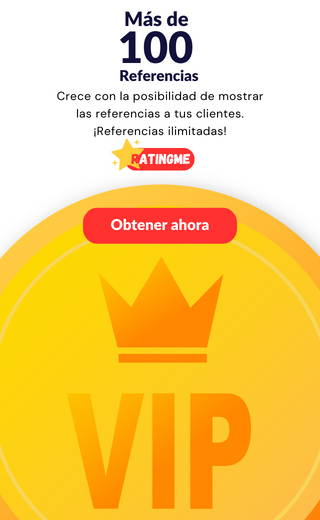 Más de
100
Referencias
Crece con la posibilidad de mostrar
las referencias a tus clientes.
¡Referencias ilimitadas!
RATINGME
Obtener ahora
VIP